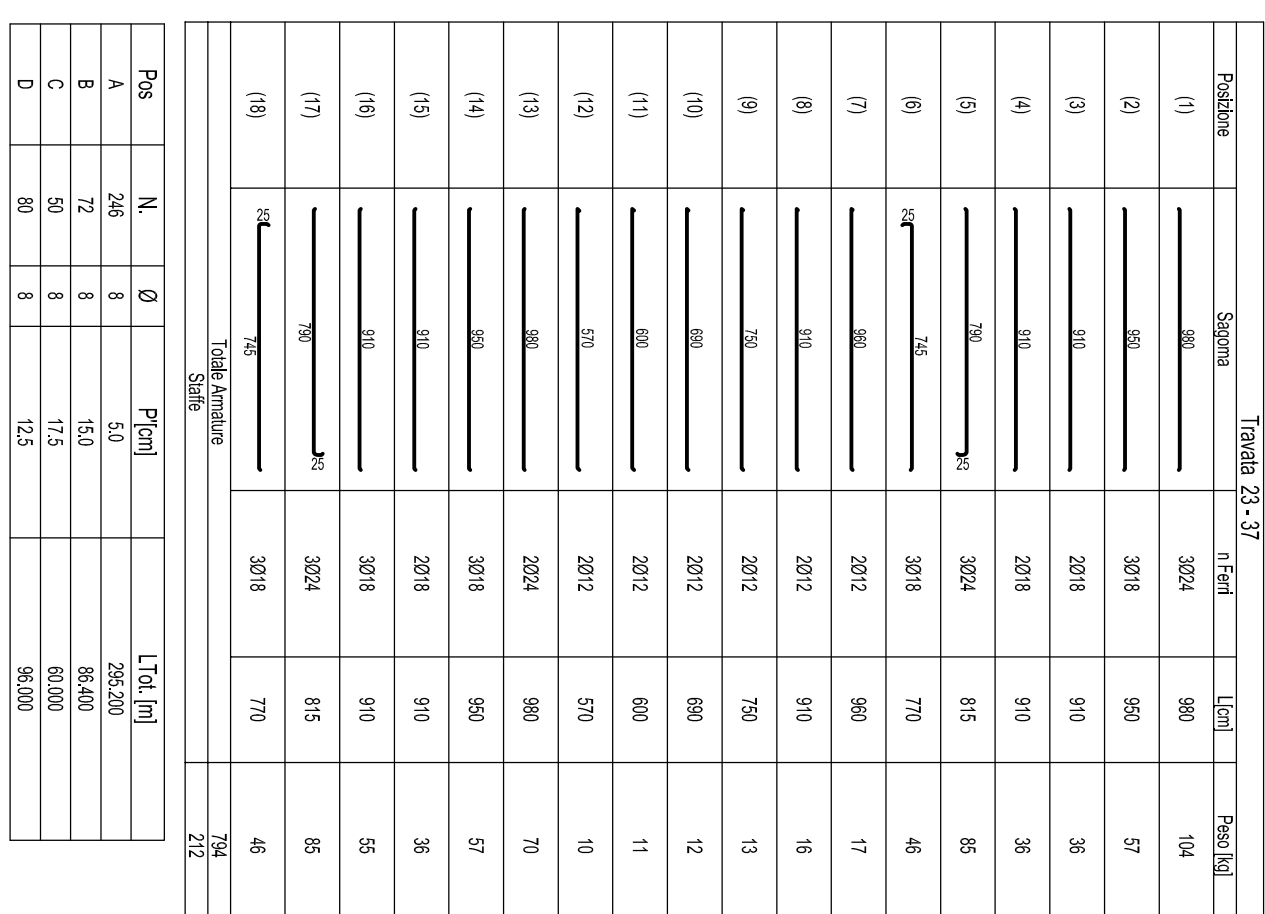 Travata 23 - 37
Posizione Sagoma n Ferri L[cm] Peso [kg]
(1) 980 3Ø24 980 104
(2) 950 3Ø18 950 57
(3) 910 2Ø18 910 36
(4) 910 2Ø18 910 36
(5) 790 25 3Ø24 815 85
(6) 25 745 3Ø18 770 46
(7) 960 2Ø12 960 17
(8) 910 2Ø12 910 16
(9) 750 2Ø12 750 13
(10) 690 2Ø12 690 12
(11) 600 2Ø12 600 11
(12) 570 2Ø12 570 10
(13) 980 2Ø24 980 70
(14) 950 3Ø18 950 57
(15) 910 2Ø18 910 36
(16) 910 3Ø18 910 55
(17) 790 25 3Ø24 815 85
(18) 25 745 3Ø18 770 46
Totale Armature 794
Staffe 212
Pos N. Ø P'[cm] LTot. [m]
A 246 8 5.0 295.200
B 72 8 15.0 86.400
C 50 8 17.5 60.000
D 80 8 12.5 96.000